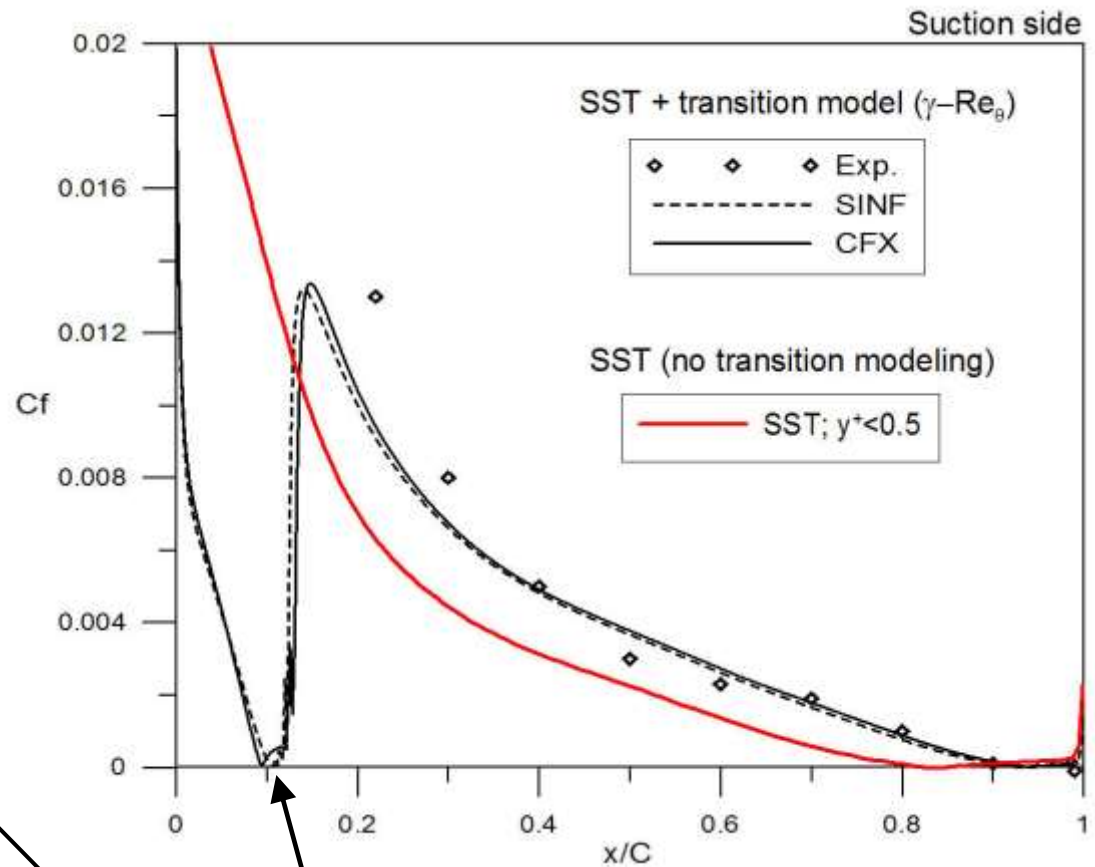 Suction side
0.02
SST + transition model (γ–Reθ)
Exp.
SINF
CFX
0.016
0.012
SST (no transition modeling)
SST; y⁺<0.5
Cf
0.008
0.004
0
0 0.2 0.4 0.6 0.8 1
x/C